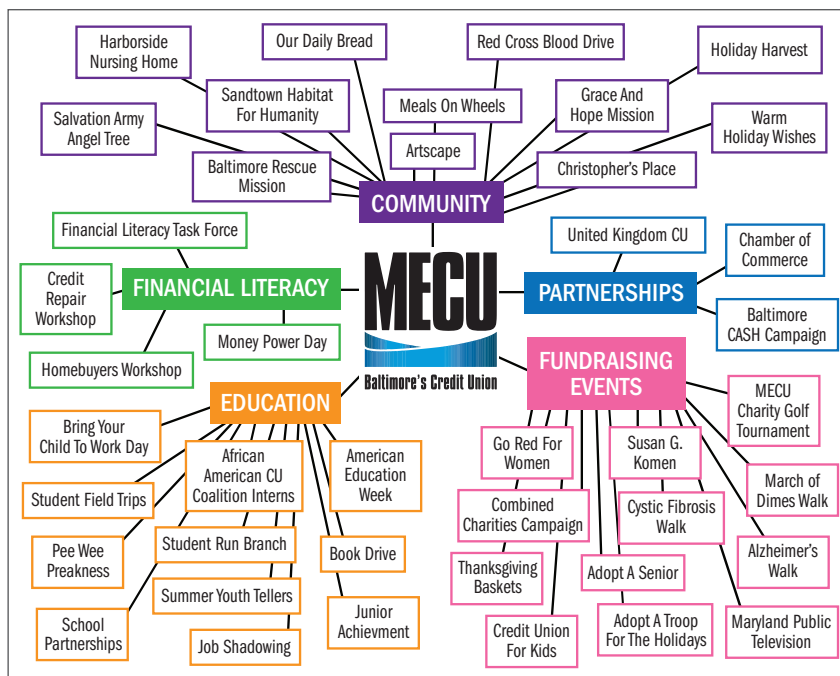 Harborside
Nursing Home
Our Daily Bread
Red Cross Blood Drive
Holiday Harvest
Sandtown Habitat
For Humanity
Meals On Wheels
Grace And
Hope Mission
Salvation Army
Angel Tree
Artscape
Warm
Holiday Wishes
Baltimore Rescue
Mission
Christopher's Place
COMMUNITY
Financial Literacy Task Force
United Kingdom CU
Chamber of
Commerce
Credit
Repair
Workshop
FINANCIAL LITERACY
MECU
Baltimore's Credit Union
PARTNERSHIPS
Baltimore
CASH Campaign
Money Power Day
Homebuyers Workshop
EDUCATION
FUNDRAISING
EVENTS
Bring Your
Child To Work Day
African
American CU
Coalition Interns
American
Education
Week
Student Field Trips
Pee Wee
Preakness
Student Run Branch
Book Drive
Summer Youth Tellers
School
Partnerships
Job Shadowing
Junior
Achievment
Go Red For
Women
Susan G.
Komen
MECU
Charity Golf
Tournament
Combined
Charities Campaign
Cystic Fibrosis
Walk
March of
Dimes Walk
Thanksgiving
Baskets
Adopt A Senior
Alzheimer's
Walk
Credit Union
For Kids
Adopt A Troop
For The Holidays
Maryland Public
Television